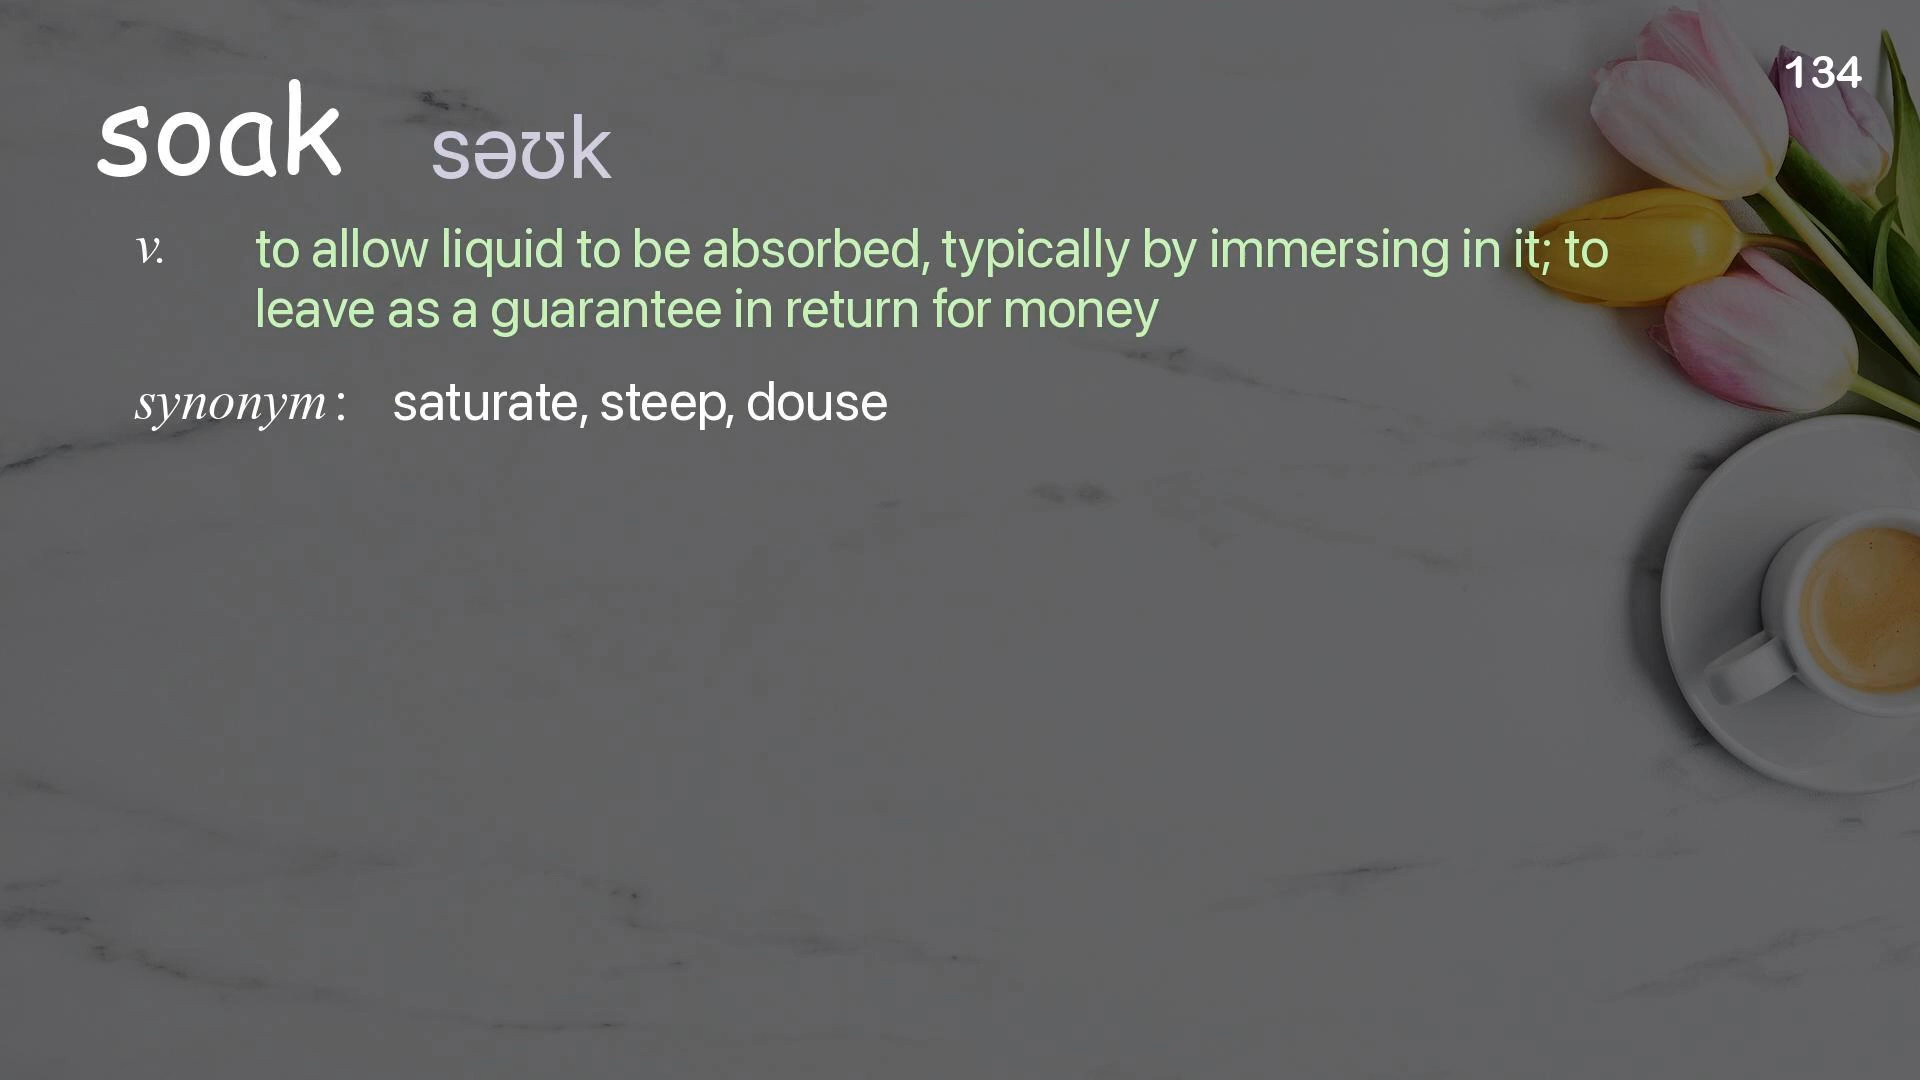 134
soak səʊk
v. to allow liquid to be absorbed, typically by immersing in it; to
leave as a guarantee in return for money
synonym: saturate, steep, douse